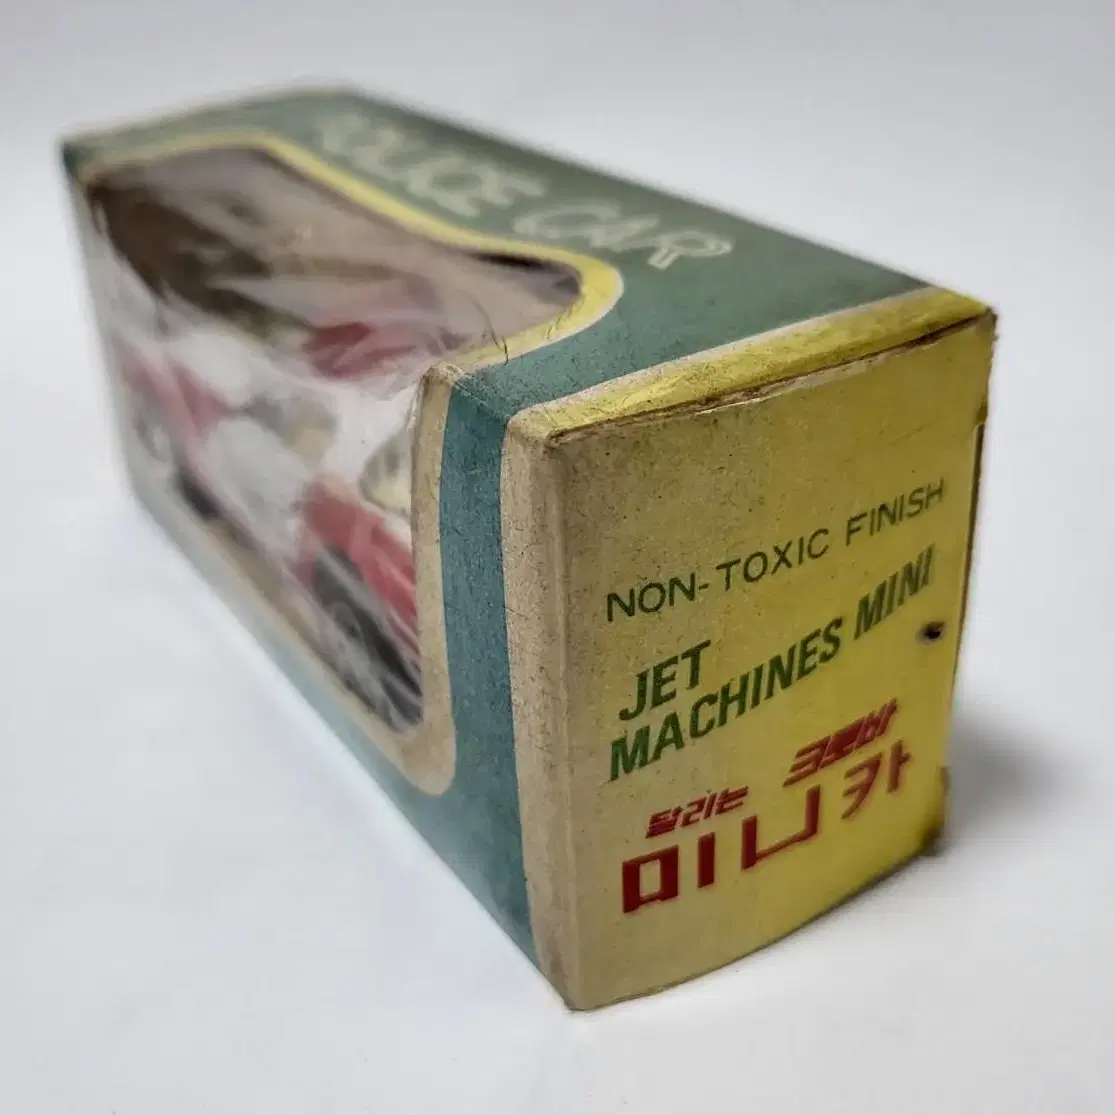 POLICE CAR
NON-TOXIC FINISH
JET
MACHINES MINI
달리는 크로바
미니카